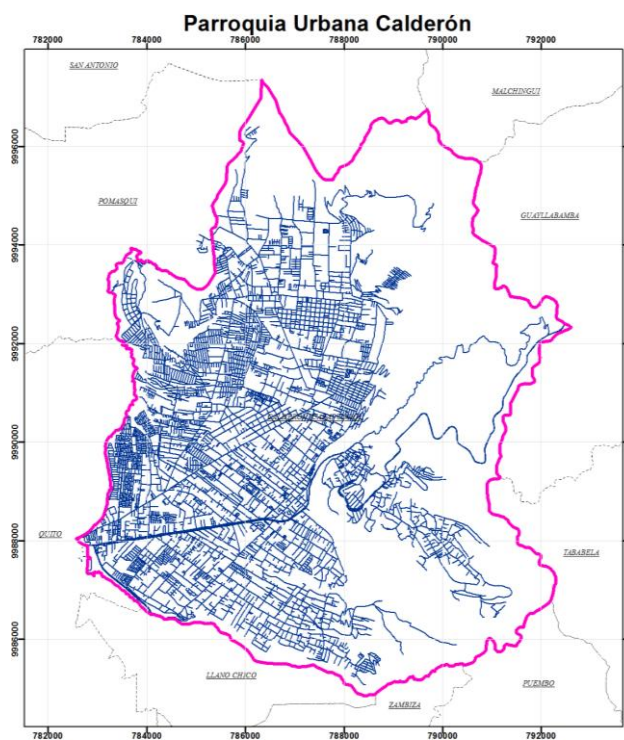 Parroquia Urbana Calderón
782000 784000 786000 788000 790000 792000
SAN ANTONIO
MALCHINGUI
9996000
POMASQUI
GUAYLLABAMBA
9994000
9992000
9990000
QUITO
9988000
TABABELA
9986000
LLANO CHICO
PUEMBO
ZAMBIZA
782000 784000 786000 788000 790000 792000